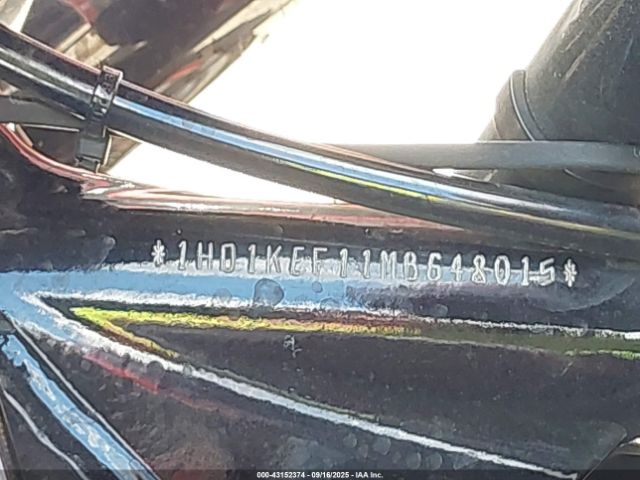 *1HD1KEF11MB648015*
000-43152374 | 09/16/2025 | IAA Inc.